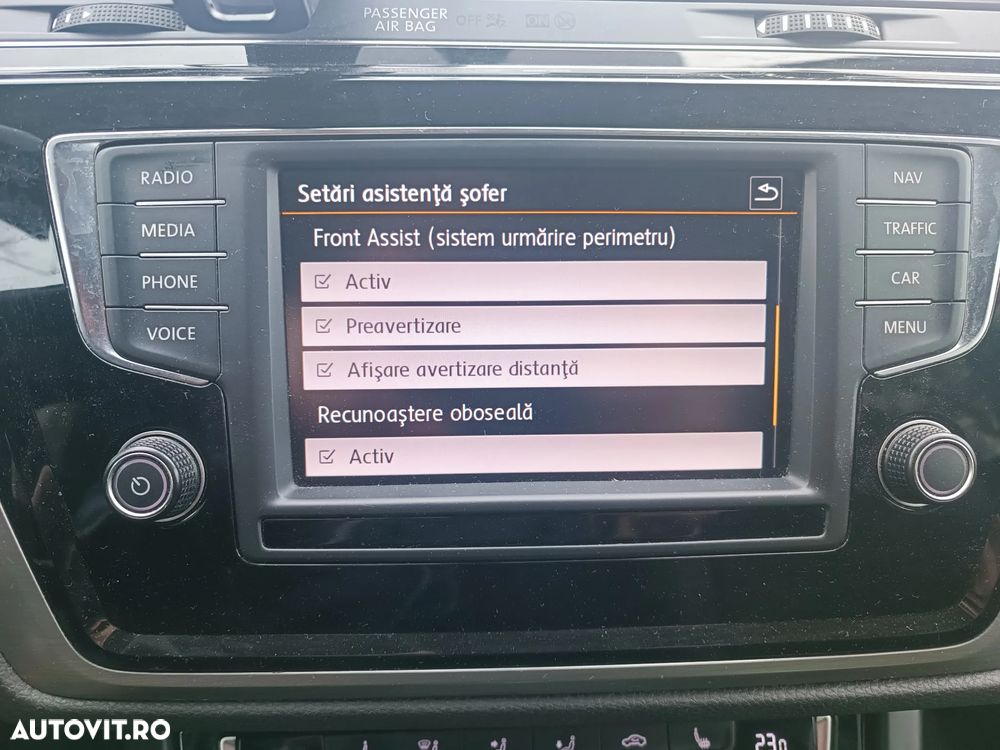 PASSENGER
AIR BAG
OFF
ON
RADIO
MEDIA
PHONE
VOICE
Setări asistenţă şofer
Front Assist (sistem urmărire perimetru)
Activ
Preavertizare
Afişare avertizare distanţă
Recunoaştere oboseală
Activ
NAV
TRAFFIC
CAR
MENU
AUTOVIT.RO